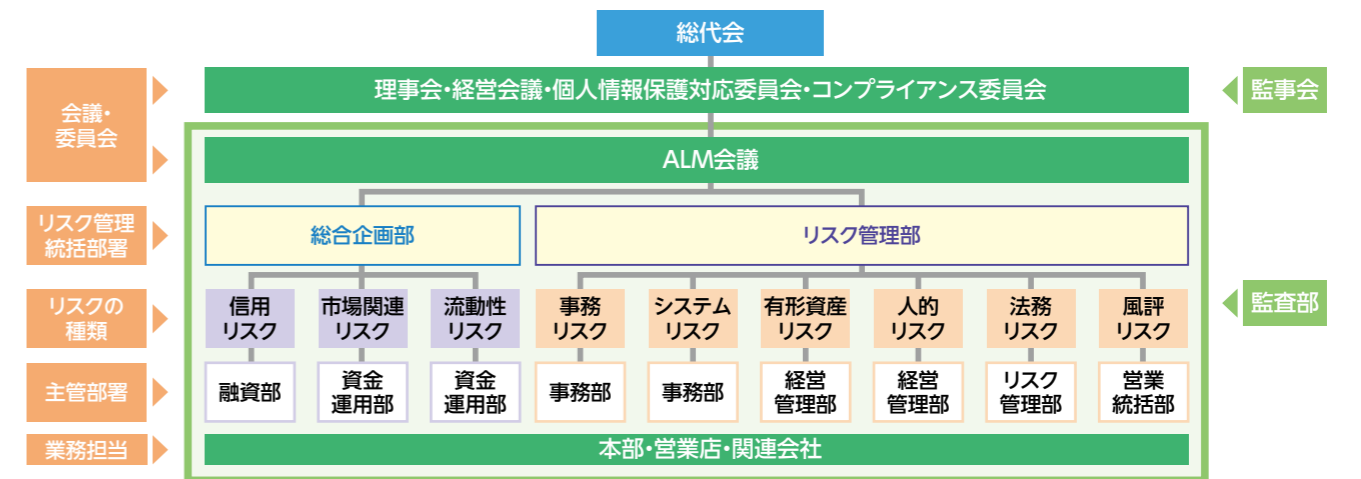 総代会
会議・
委員会
理事会・経営会議・個人情報保護対応委員会・コンプライアンス委員会
監事会
ALM会議
リスク管理
統括部署
総合企画部
リスク管理部
リスクの
種類
信用
リスク
市場関連
リスク
流動性
リスク
事務
リスク
システム
リスク
有形資産
リスク
人的
リスク
法務
リスク
風評
リスク
監査部
主管部署
融資部
資金
運用部
資金
運用部
事務部
事務部
経営
管理部
経営
管理部
リスク
管理部
営業
統括部
業務担当
本部・営業店・関連会社